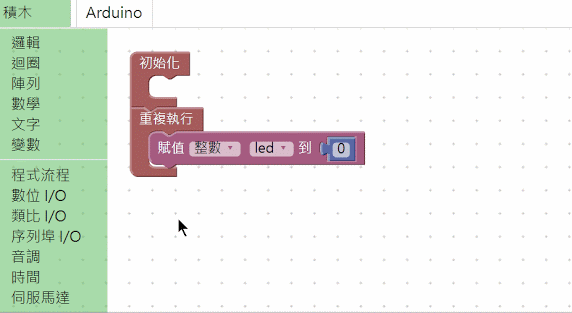 積木 Arduino
邏輯
迴圈
陣列
數學
文字
變數
程式流程
數位 I/O
類比 I/O
序列埠 I/O
音調
時間
伺服馬達
初始化
重複執行
賦值 整數 led 到 0